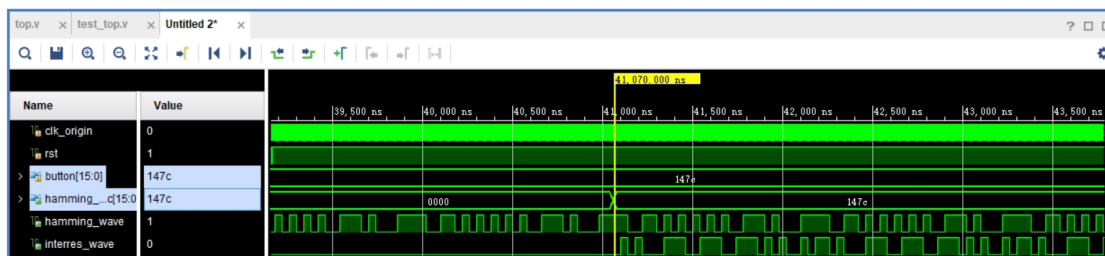 top.v × test_top.v × Untitled 2* ×
41,070.000 ns
Name Value
39,500 ns 40,000 ns 40,500 ns 41,000 ns 41,500 ns 42,000 ns 42,500 ns 43,000 ns 43,500 ns
clk_origin 0
rst 1
button[15:0] 147c 147c
hamming_...c[15:0 147c 0000 147c
hamming_wave 1
interres_wave 0